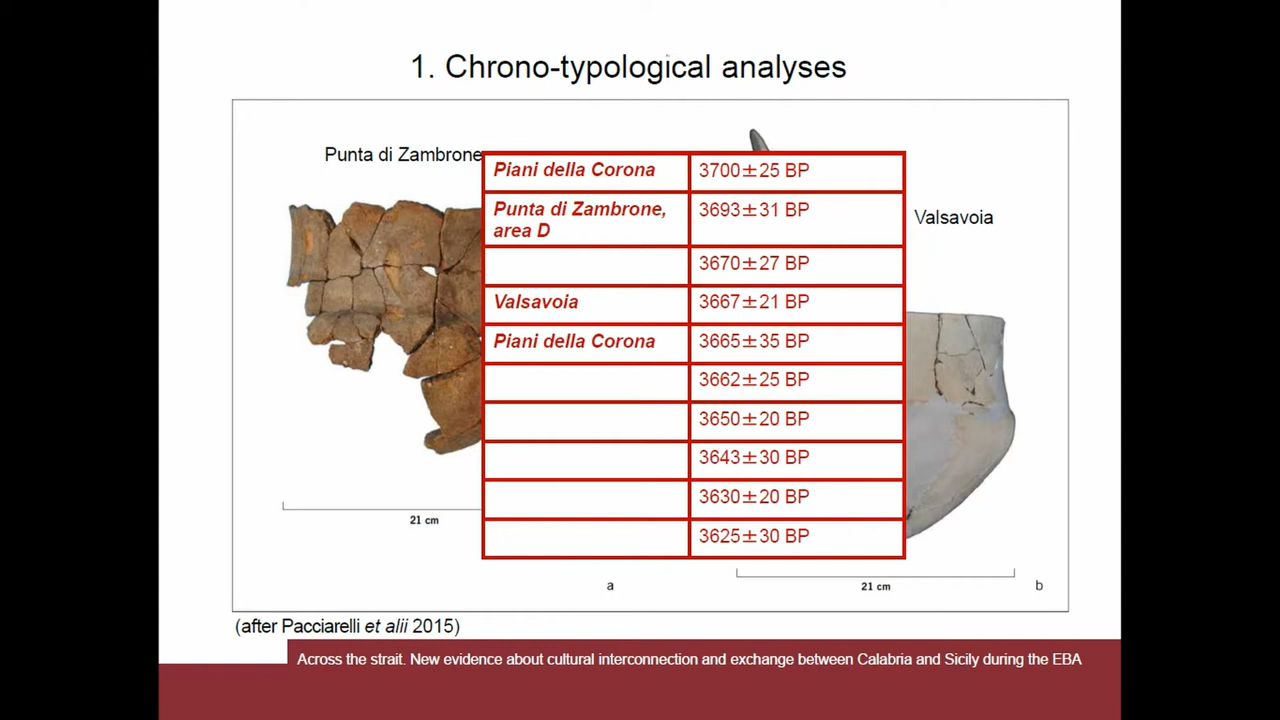 1. Chrono-typological analyses
Punta di Zambrone
Valsavoia
Piani della Corona 3700±25 BP
Punta di Zambrone,
area D 3693±31 BP
3670±27 BP
Valsavoia 3667±21 BP
Piani della Corona 3665±35 BP
3662±25 BP
3650±20 BP
3643±30 BP
3630±20 BP
3625±30 BP
21 cm
a
21 cm
b
(after Pacciarelli et alii 2015)
Across the strait. New evidence about cultural interconnection and exchange between Calabria and Sicily during the EBA